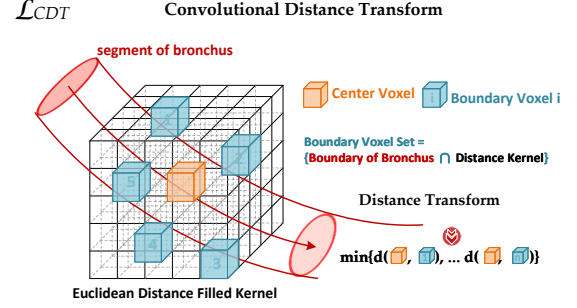 ℒCDT Convolutional Distance Transform
segment of bronchus
Center Voxel
i Boundary Voxel i
Boundary Voxel Set =
{Boundary of Bronchus ∩ Distance Kernel}
5
4
3
Distance Transform
min{d( , 1), ... d( , n)}
Euclidean Distance Filled Kernel